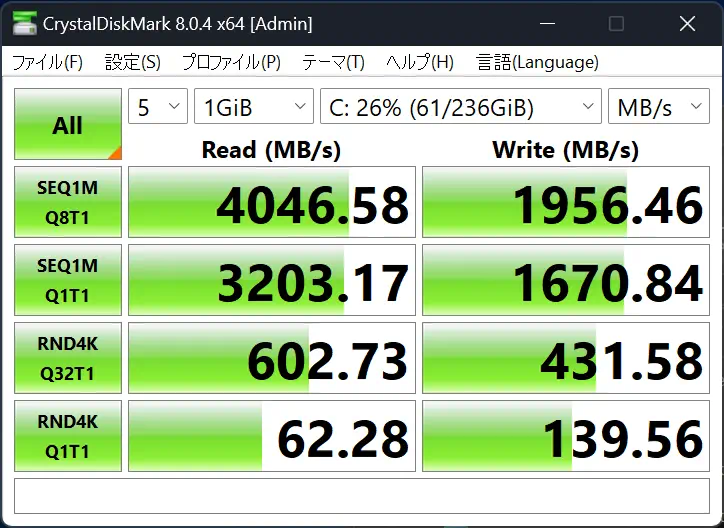 CrystalDiskMark 8.0.4 x64 [Admin]
ファイル(F) 設定(S) プロファイル(P) テーマ(T) ヘルプ(H) 言語(Language)
All 5 1GiB C: 26% (61/236GiB) MB/s
Read (MB/s) Write (MB/s)
SEQ1M
Q8T1
4046.58 1956.46
SEQ1M
Q1T1
3203.17 1670.84
RND4K
Q32T1
602.73 431.58
RND4K
Q1T1
62.28 139.56